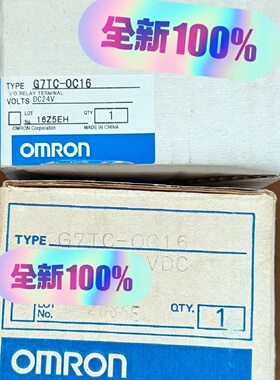 全新100%
TYPE G7TC-OC16
I/O RELAY TERMINAL
VOLTS DC24V
LOT No. 16Z5EH QTY. 1
OMRON Corporation MADE IN CHINA
OMRON
TYPE G7TC-OC16
VDC
全新100%
LOT No. QTY. 1
OMRON